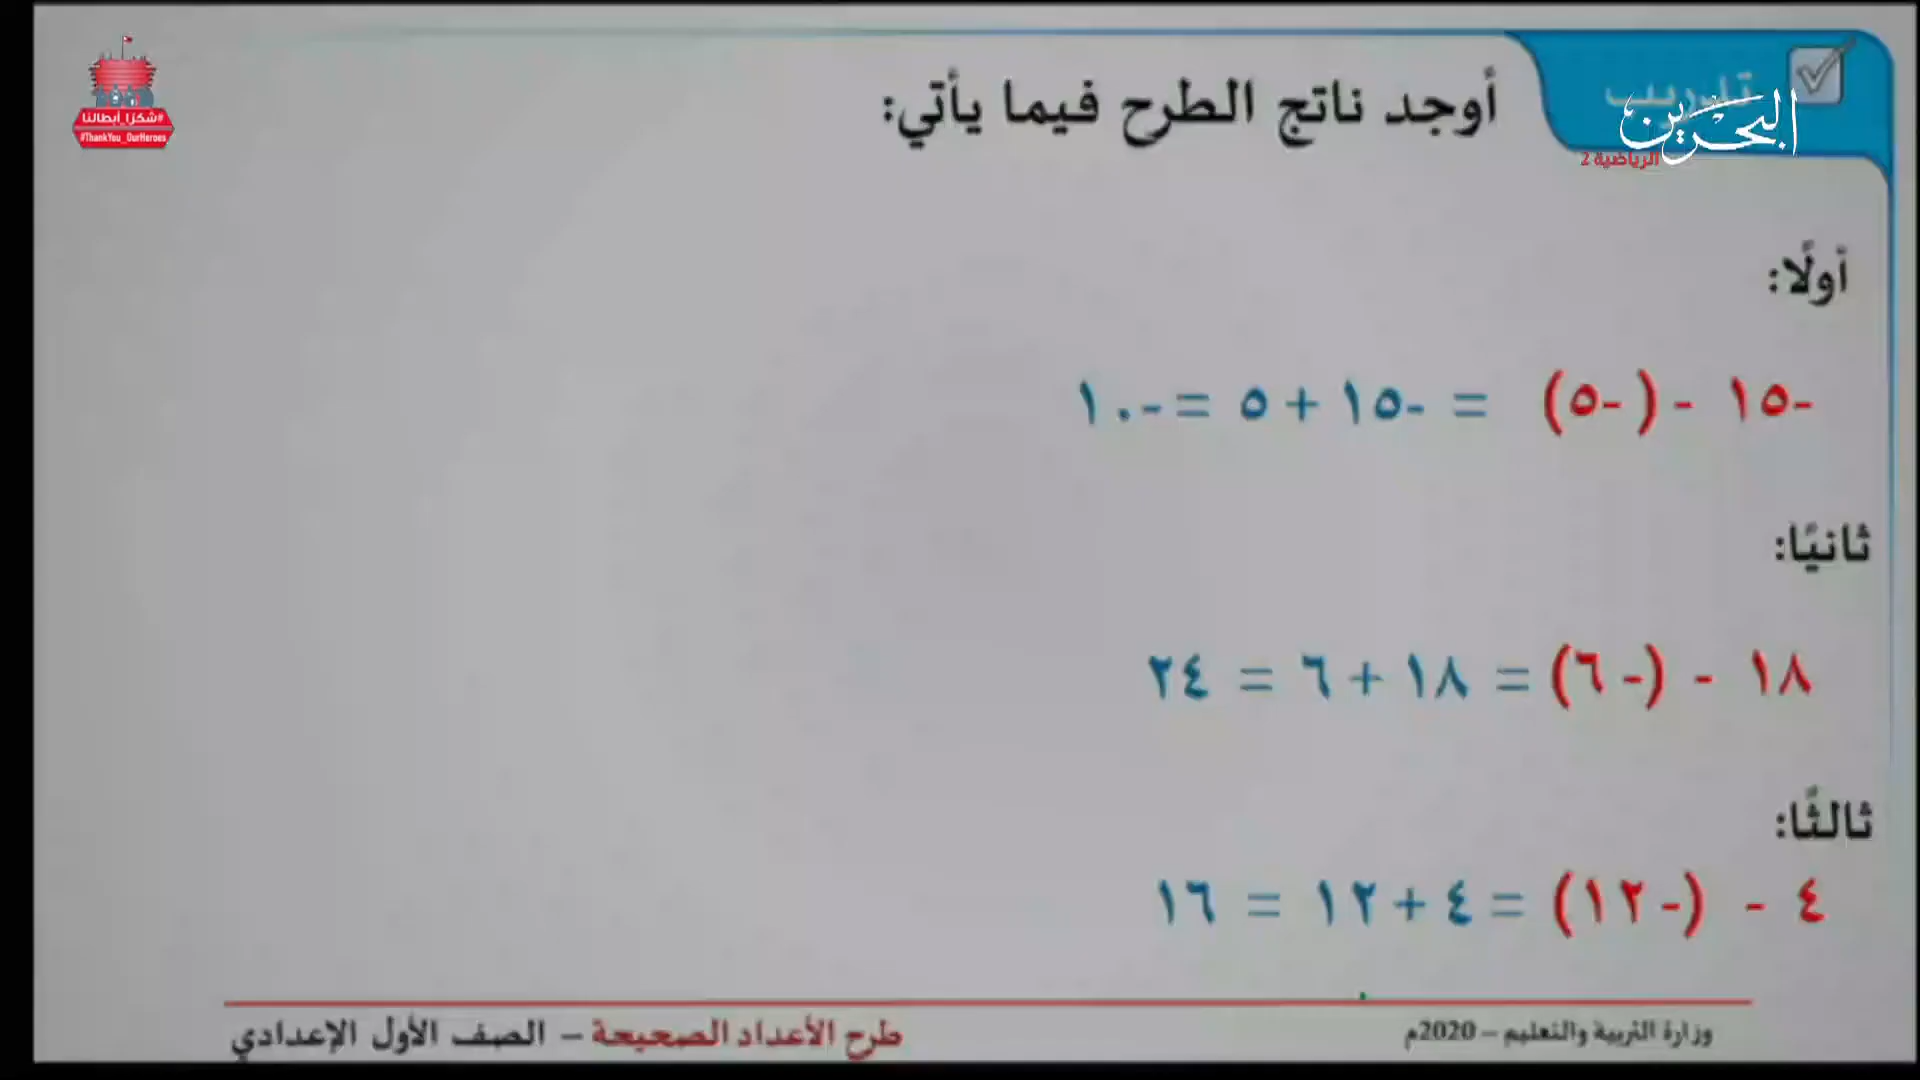 #شكرا_أبطالنا
#ThankYou_OurHeroes
تدريب
البحرين
الرياضية 2
أوجد ناتج الطرح فيما يأتي:
أولًا:
-١٥ - (-٥) = -١٥ + ٥ = -١٠
ثانيًا:
١٨ - (-٦) = ١٨ + ٦ = ٢٤
ثالثًا:
٤ - (-١٢) = ٤ + ١٢ = ١٦
وزارة التربية والتعليم – 2020م
طرح الأعداد الصحيحة – الصف الأول الإعدادي